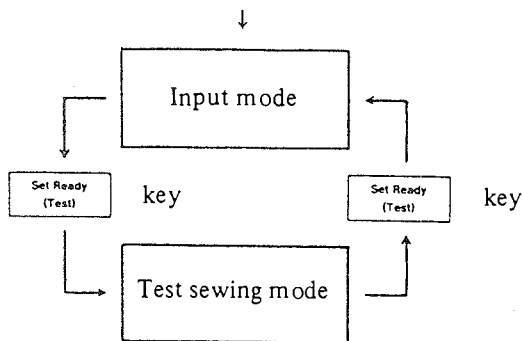 Input mode
Set Ready
(Test)
key
Set Ready
(Test)
key
Test sewing mode